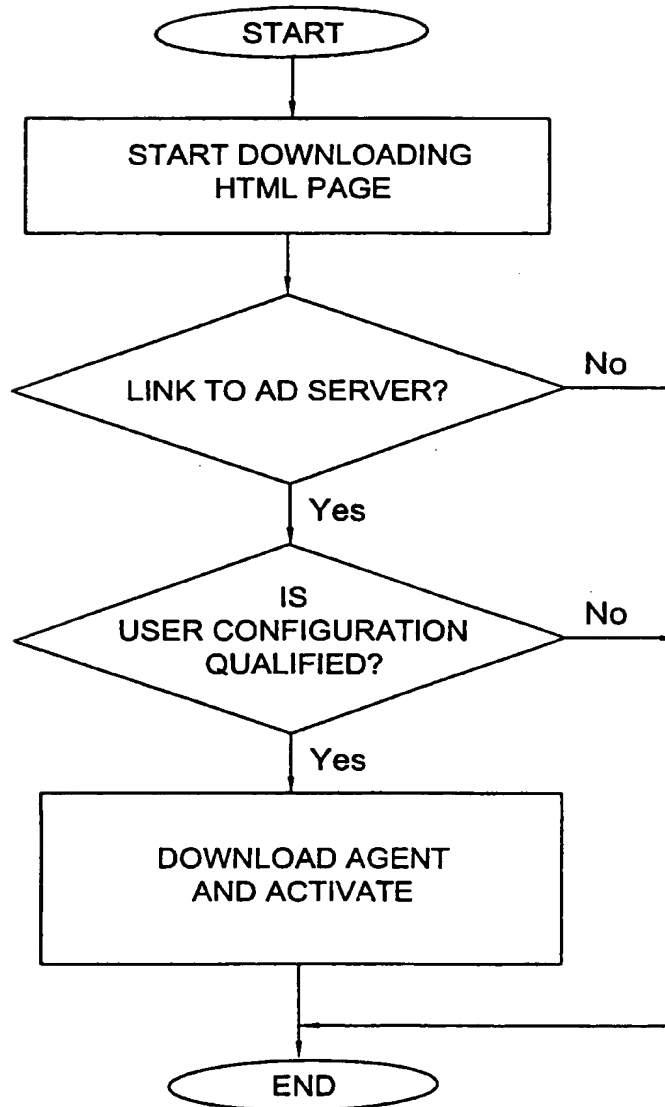 START
START DOWNLOADING
HTML PAGE
LINK TO AD SERVER?
No
Yes
IS
USER CONFIGURATION
QUALIFIED?
No
Yes
DOWNLOAD AGENT
AND ACTIVATE
END